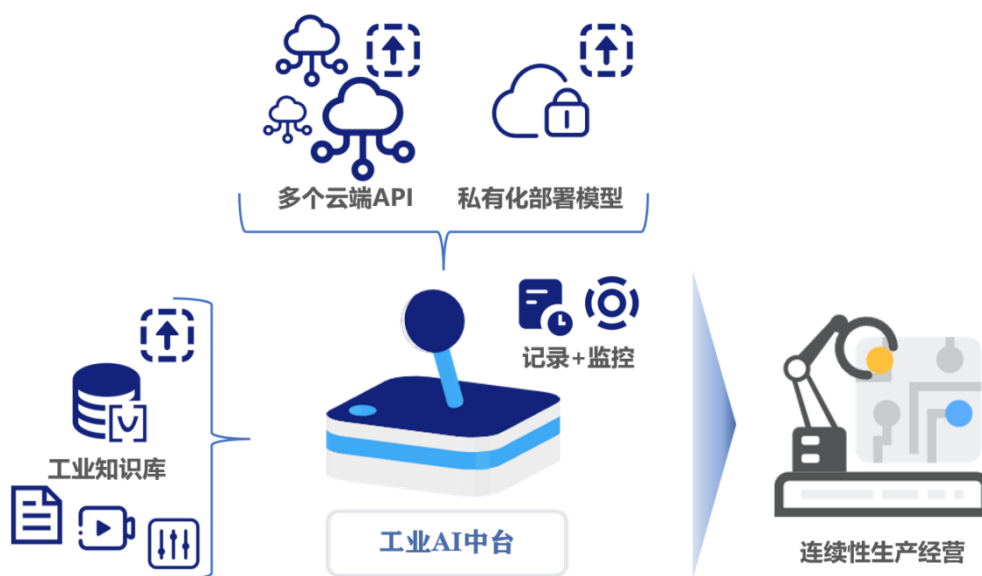 多个云端API
私有化部署模型
记录+监控
工业知识库
工业AI中台
连续性生产经营